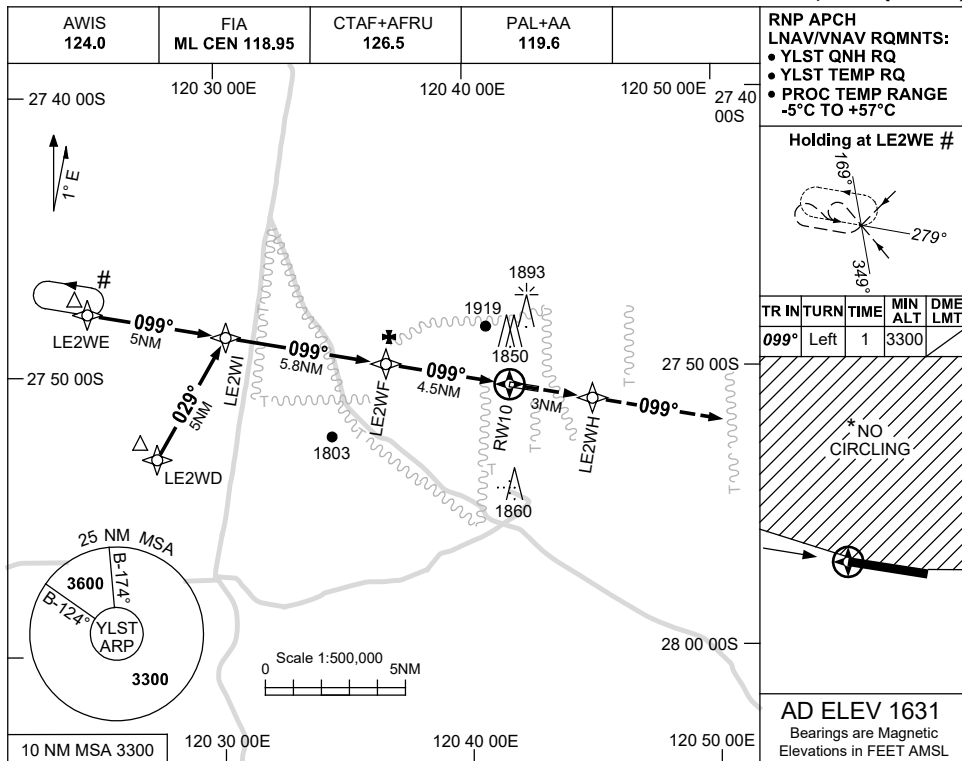 AWIS
124.0
FIA
ML CEN 118.95
CTAF+AFRU
126.5
PAL+AA
119.6
RNP APCH
LNAV/VNAV RQMNTS:
● YLST QNH RQ
● YLST TEMP RQ
● PROC TEMP RANGE
-5°C TO +57°C
120 30 00E
120 40 00E
120 50 00E
27 40
00S
27 40 00S
1° E
Holding at LE2WE #
169°
279°
349°
TR IN
TURN
TIME
MIN
ALT
DME
LMT
099°
Left
1
3300
#
LE2WE
099°
5NM
LE2WI
099°
5.8NM
LE2WF
099°
4.5NM
RW10
3NM
LE2WH
099°
029°
5NM
LE2WD
1893
1919
1850
1803
1860
T
T
T
T
T
T
T
27 50 00S
27 50 00S
*NO
CIRCLING
25 NM MSA
B-174°
3600
B-124°
YLST
ARP
3300
Scale 1:500,000
0
5NM
28 00 00S
10 NM MSA 3300
120 30 00E
120 40 00E
120 50 00E
AD ELEV 1631
Bearings are Magnetic
Elevations in FEET AMSL